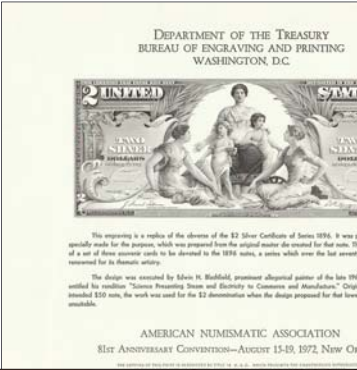 DEPARTMENT OF THE TREASURY
BUREAU OF ENGRAVING AND PRINTING
WASHINGTON, D.C.
2 UNITED STAT
TWO SILVER DOLLARS
TWO SILVER DOLLARS
This engraving is a replica of the obverse of the $2 Silver Certificate of Series 1896. It was p
specially made for the purpose, which was prepared from the original master die created for that note. T
of a set of three souvenir cards to be devoted to the 1896 notes, a series which over the last sevent
renowned for its thematic artistry.
The design was executed by Edwin H. Blashfield, prominent allegorical painter of the late 19
entitled his rendition "Science Presenting Steam and Electricity to Commerce and Manufacture." Origi
intended $50 note, the work was used for the $2 denomination when the design proposed for that lowe
unsuitable.
AMERICAN NUMISMATIC ASSOCIATION
81ST ANNIVERSARY CONVENTION—AUGUST 15-19, 1972, NEW OR